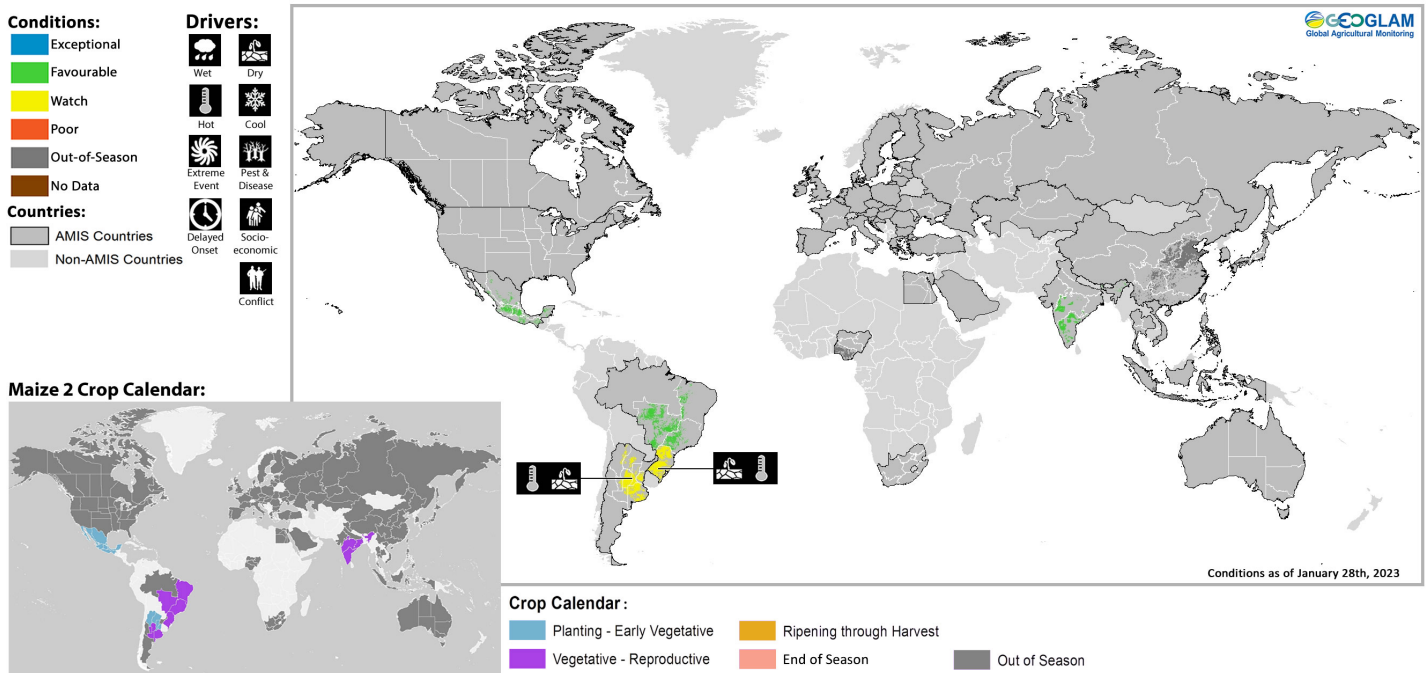 Conditions:
Exceptional
Favourable
Watch
Poor
Out-of-Season
No Data
Countries:
AMIS Countries
Non-AMIS Countries
Drivers:
Wet
Dry
Hot
Cool
Extreme
Event
Pest &
Disease
Delayed
Onset
Socio-
economic
Conflict
GEOGLAM
Global Agricultural Monitoring
Conditions as of January 28th, 2023
Maize 2 Crop Calendar:
Crop Calendar :
Planting - Early Vegetative
Ripening through Harvest
Vegetative - Reproductive
End of Season
Out of Season